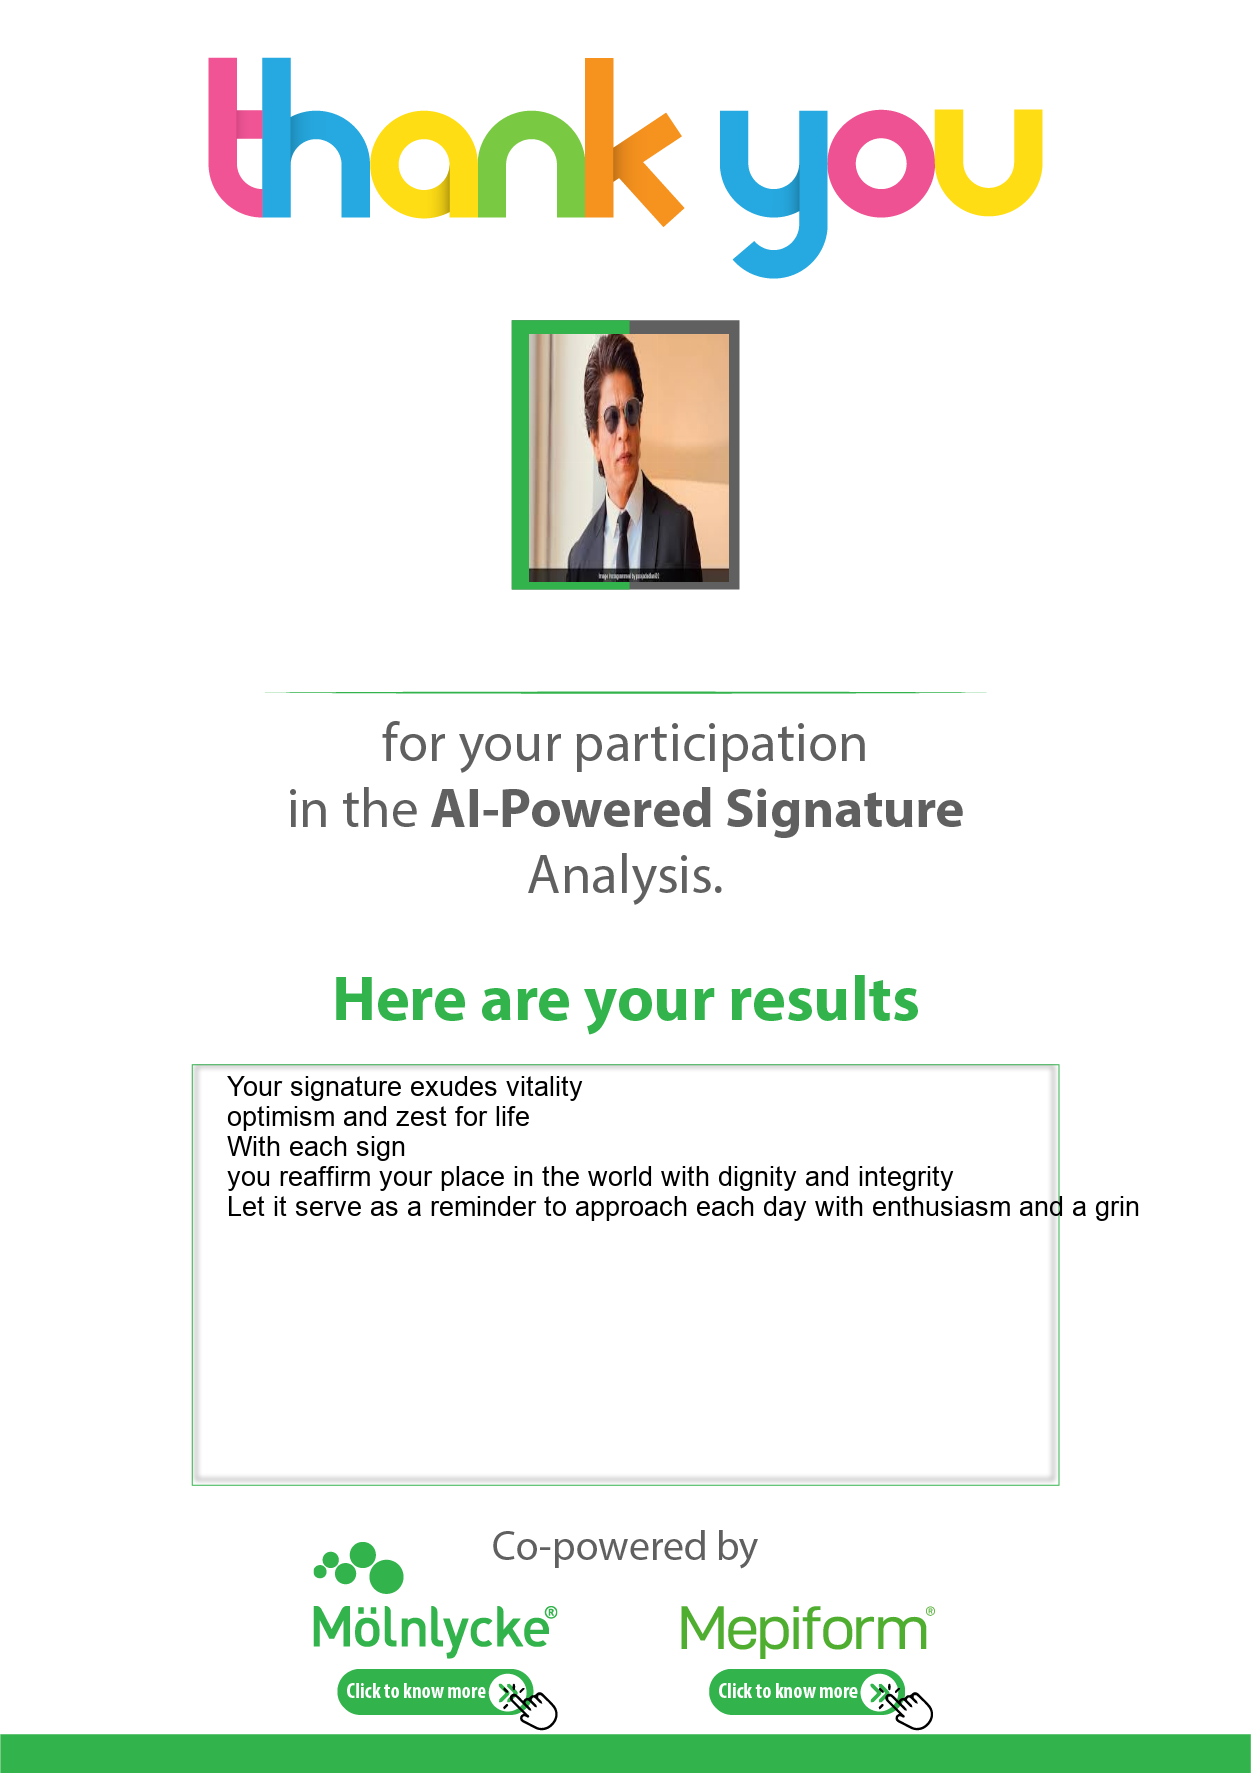 thank you
for your participation
in the AI-Powered Signature
Analysis.
Here are your results
Your signature exudes vitality
optimism and zest for life
With each sign
you reaffirm your place in the world with dignity and integrity
Let it serve as a reminder to approach each day with enthusiasm and a grin
Co-powered by
Mölnlycke®
Mepiform®
Click to know more
Click to know more